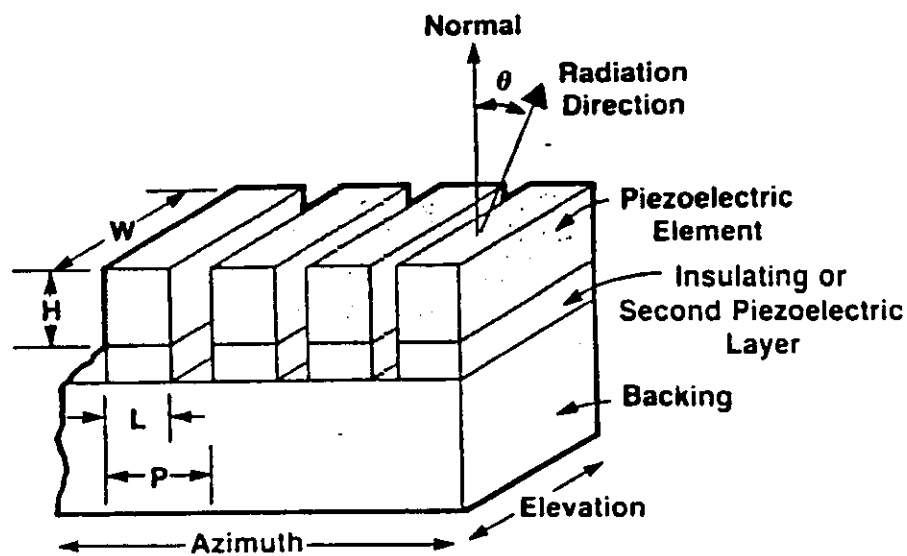 Normal
θ
Radiation
Direction
Piezoelectric
Element
W
Insulating or
Second Piezoelectric
Layer
H
Backing
L
P
Elevation
Azimuth